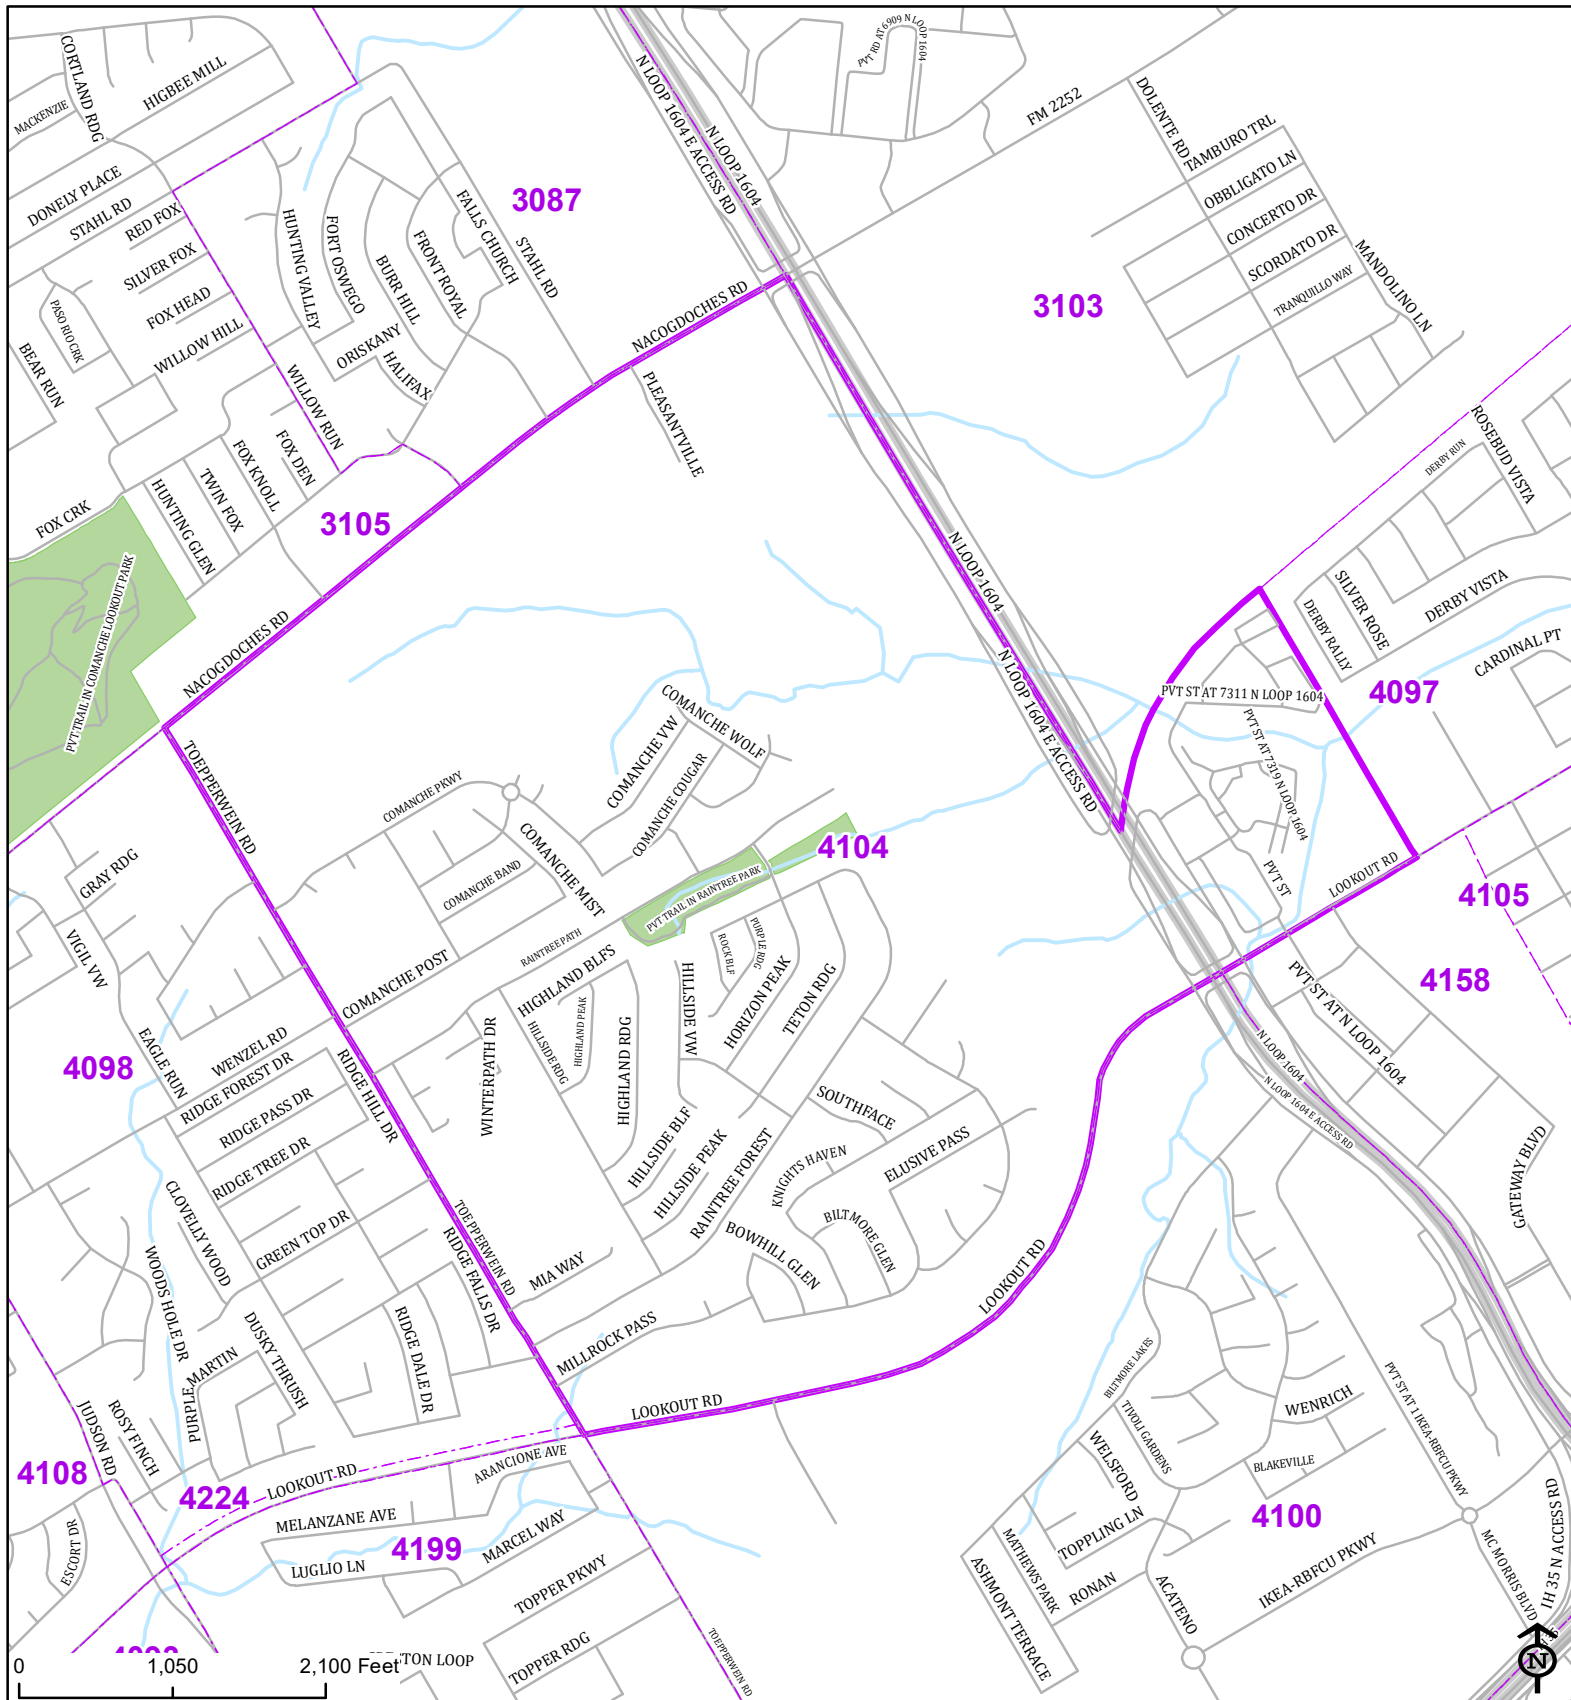 PVT RD AT 6909 N LOOP 1604
CORTLAND RDG
HIGBEE MILL
MACKENZIE
N LOOP 1604 E ACCESS RD
N LOOP 1604
FM 2252
DOLENTE RD
TAMBURO TRL
OBBLIGATO LN
CONCERTO DR
SCORDATO DR
TRANQUILLO WAY
MANDOLINO LN
DONELY PLACE
STAHL RD
RED FOX
SILVER FOX
FOX HEAD
WILLOW HILL
PASO RIO CRK
BEAR RUN
HUNTING VALLEY
FORT OSWEGO
BURR HILL
FRONT ROYAL
FALLS CHURCH
STAHL RD
3087
3103
ORISKANY
HALIFAX
NACOGDOCHES RD
PLEASANTVILLE
WILLOW RUN
FOX DEN
FOX KNOLL
TWIN FOX
HUNTING GLEN
FOX CRK
3105
ROSEBUD VISTA
DERBY RUN
N LOOP 1604
PVT TRAIL IN COMANCHE LOOKOUT PARK
NACOGDOCHES RD
SILVER ROSE
DERBY RALLY
DERBY VISTA
CARDINAL PT
4097
N LOOP 1604 E ACCESS RD
PVT ST AT 7311 N LOOP 1604
PVT ST AT 7319 N LOOP 1604
COMANCHE WOLF
COMANCHE VW
COMANCHE COUGAR
TOEPPERWEIN RD
COMANCHE PKWY
COMANCHE BAND
COMANCHE MIST
4104
PVT TRAIL IN RAINTREE PARK
PVT ST
LOOKOUT RD
4105
GRAY RDG
VIGIL VW
RAINTREE PATH
COMANCHE POST
HIGHLAND BLFS
ROCK BLF
PURPLE RDG
HORIZON PEAK
TETON RDG
HILLSIDE VW
4158
PVT ST AT N LOOP 1604
EAGLE RUN
WENZEL RD
4098
RIDGE FOREST DR
RIDGE PASS DR
RIDGE TREE DR
RIDGE HILL DR
WINTERPATH DR
HILLSIDE RDG
HIGHLAND PEAK
HIGHLAND RDG
N LOOP 1604
N LOOP 1604 E ACCESS RD
SOUTHFACE
HILLSIDE BLF
HILLSIDE PEAK
RAINTREE FOREST
KNIGHTS HAVEN
ELUSIVE PASS
GATEWAY BLVD
CLOVELLY WOOD
GREEN TOP DR
TOEPPERWEIN RD
RIDGE FALLS DR
BILTMORE GLEN
BOWHILL GLEN
MIA WAY
LOOKOUT RD
WOODS HOLE DR
DUSKY THRUSH
RIDGE DALE DR
MILLROCK PASS
PURPLE MARTIN
BILTMORE LAKES
PVT ST AT 1 IKEA-RBFCU PKWY
JUDSON RD
ROSY FINCH
LOOKOUT RD
TIVOLI GARDENS
WENRICH
WELSFORD
BLAKEVILLE
4108
4224
LOOKOUT RD
ARANCIONE AVE
4100
MELANZANE AVE
4199
MARCEL WAY
LUGLIO LN
ESCORT DR
TOPPLING LN
MATHEWS PARK
RONAN
ASHMONT TERRACE
ACATENO
IKEA-RBFCU PKWY
MC MORRIS BLVD
IH 35 N ACCESS RD
TOPPER PKWY
TOPPER RDG
TOEPPERWEIN RD
TON LOOP
0 1,050 2,100 Feet
N